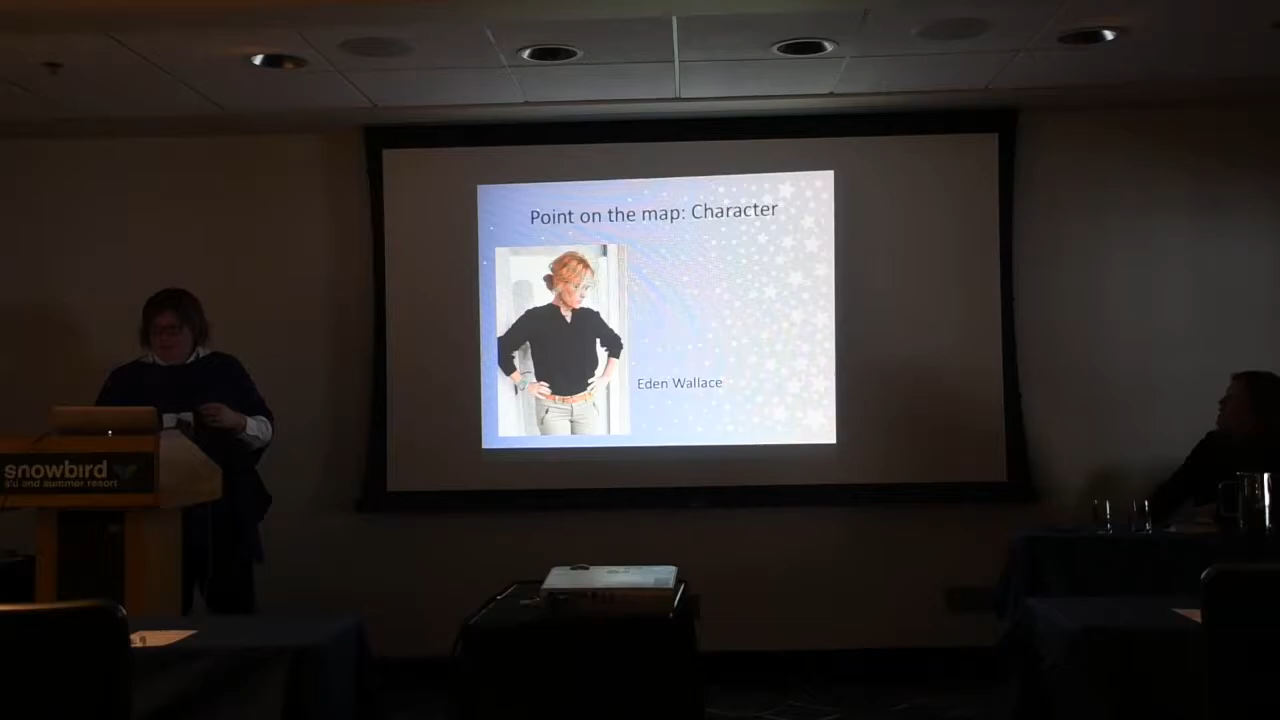 Point on the map: Character
Eden Wallace
snowbird
ski and summer resort